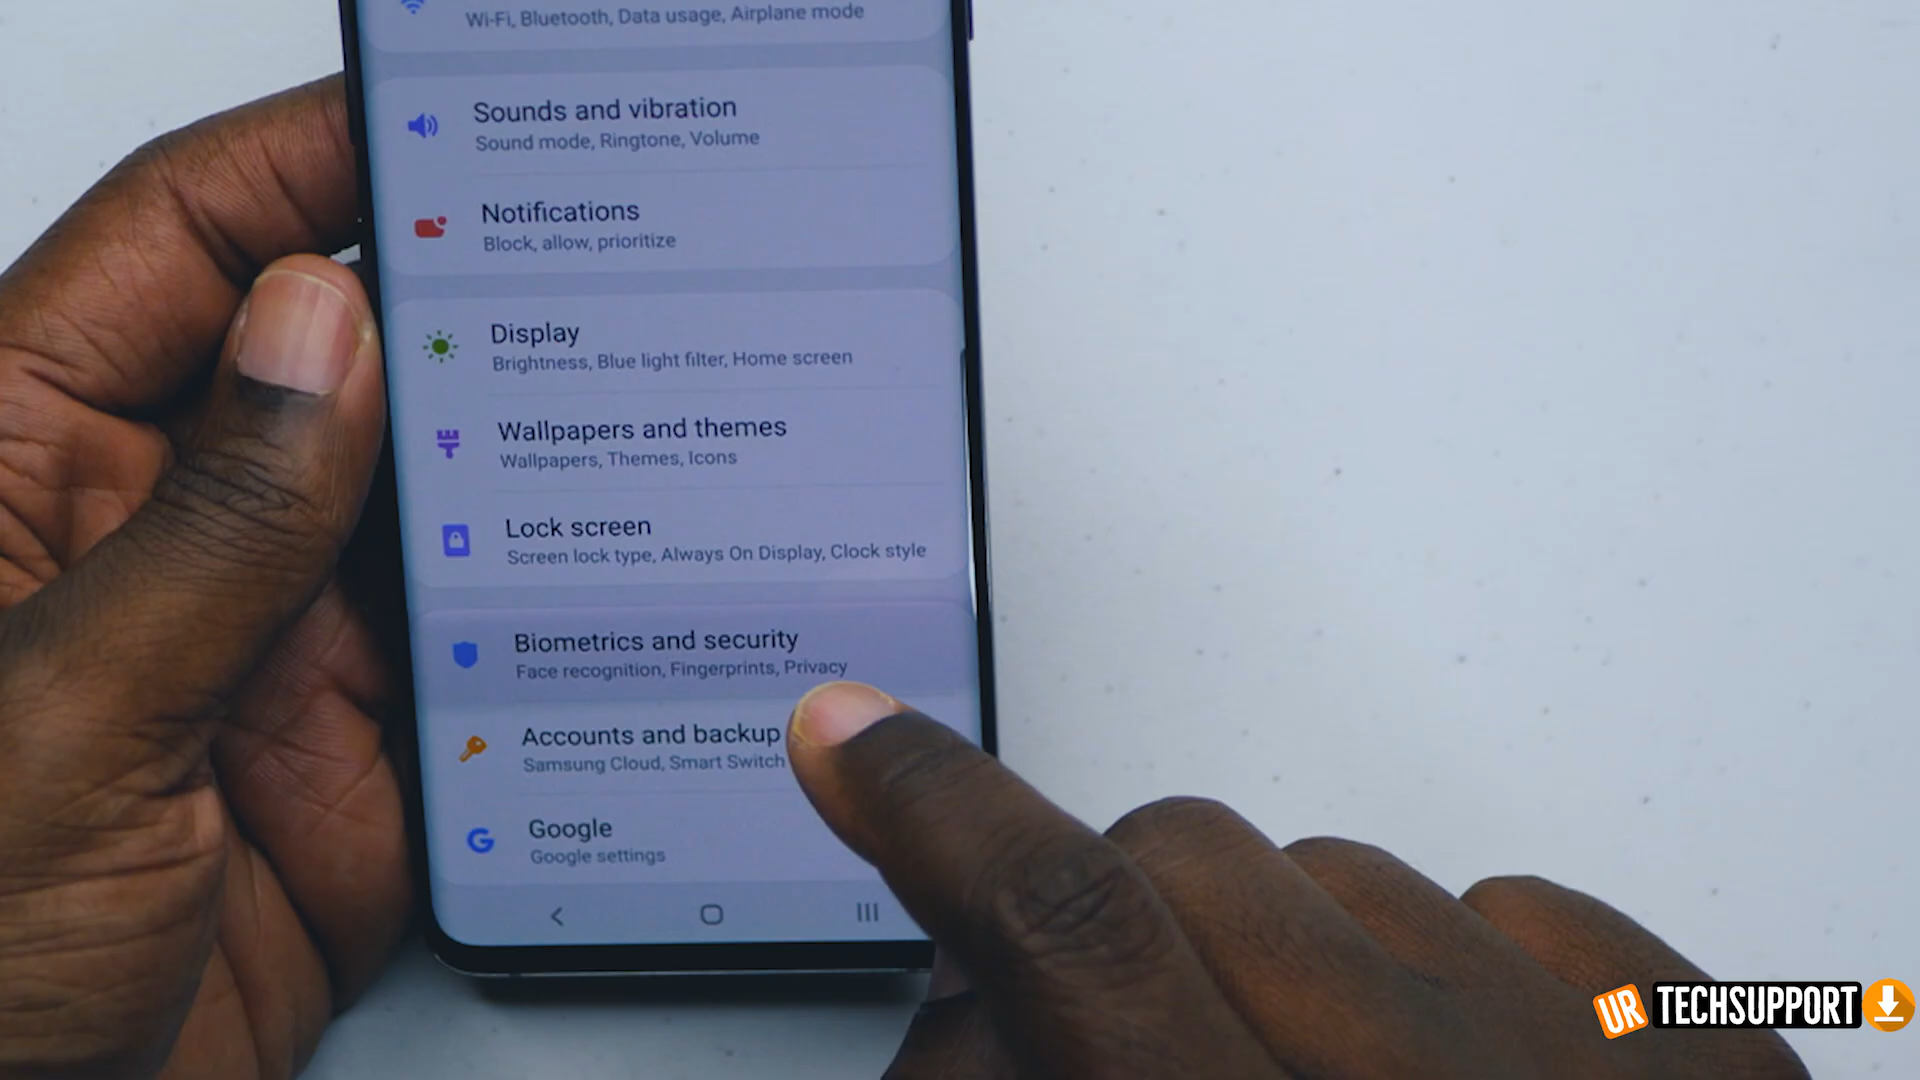 Wi-Fi, Bluetooth, Data usage, Airplane mode
Sounds and vibration
Sound mode, Ringtone, Volume
Notifications
Block, allow, prioritize
Display
Brightness, Blue light filter, Home screen
Wallpapers and themes
Wallpapers, Themes, Icons
Lock screen
Screen lock type, Always On Display, Clock style
Biometrics and security
Face recognition, Fingerprints, Privacy
Accounts and backup
Samsung Cloud, Smart Switch
Google
Google settings
UR TECHSUPPORT